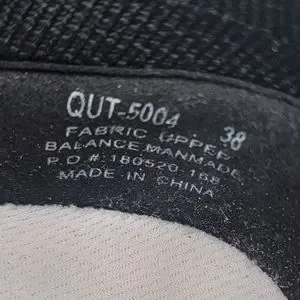 QUT-5004 38
FABRIC UPPER
BALANCE MANMADE
P.O.#:180520-168
MADE IN CHINA